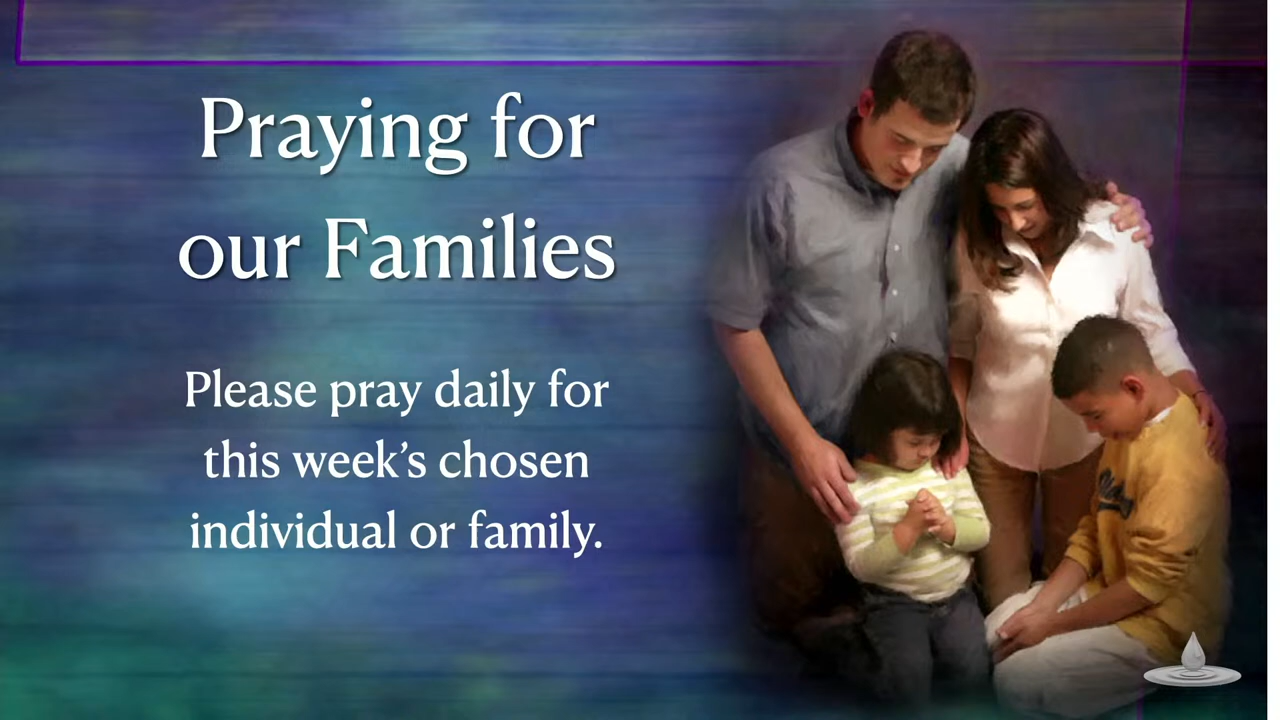 Praying for
our Families
Please pray daily for
this week’s chosen
individual or family.